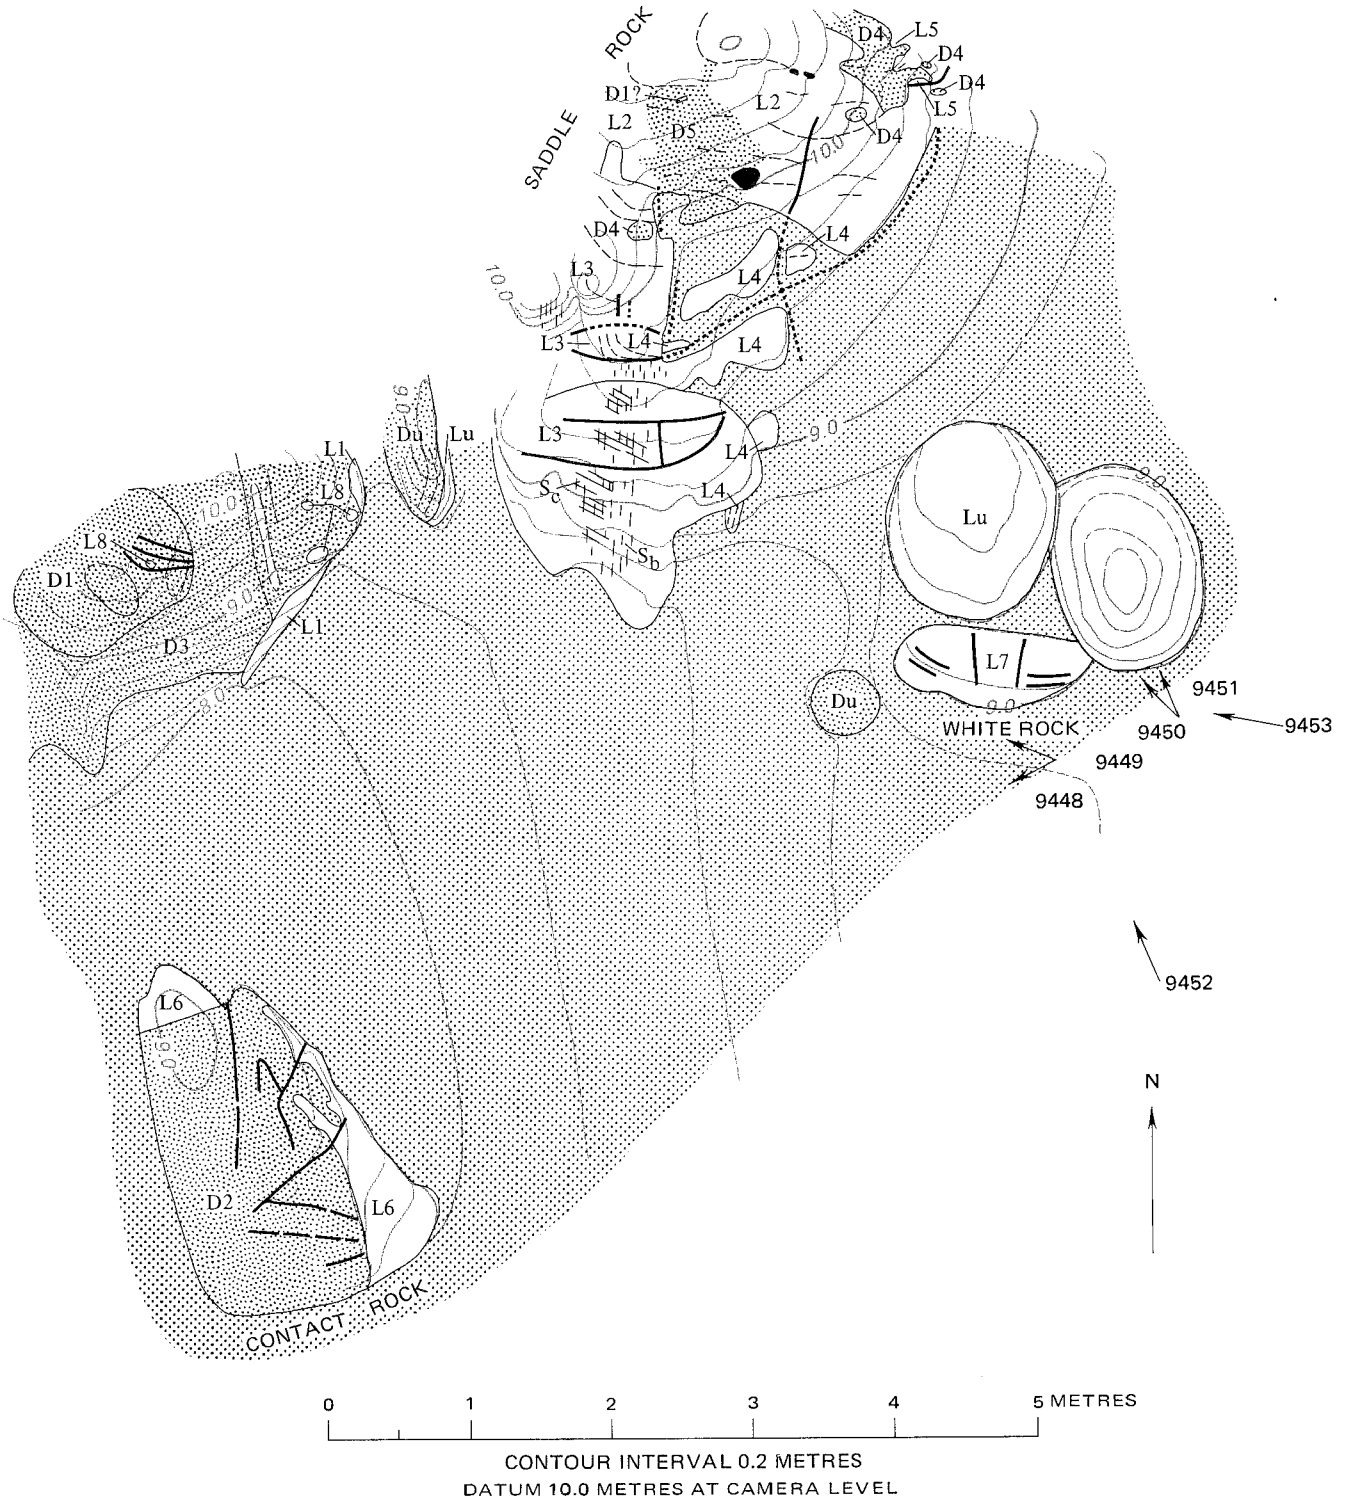 SADDLE ROCK
D4
L5
D4
D4
L5
D1?
L2
L2
D5
D4
10.0
D4
L4
L3
L4
10.0
L3
L4
L4
9.0
Du
Lu
L3
L4
9.0
L1
L8
10.0
Sc
L4
Lu
9.0
L8
D1
Sb
9.0
L1
D3
L7
8.0
Du
9.0
9451
WHITE ROCK
9450
9453
9449
9448
9452
L6
9.0
N
D2
L6
CONTACT ROCK
0 1 2 3 4 5 METRES
CONTOUR INTERVAL 0.2 METRES
DATUM 10.0 METRES AT CAMERA LEVEL